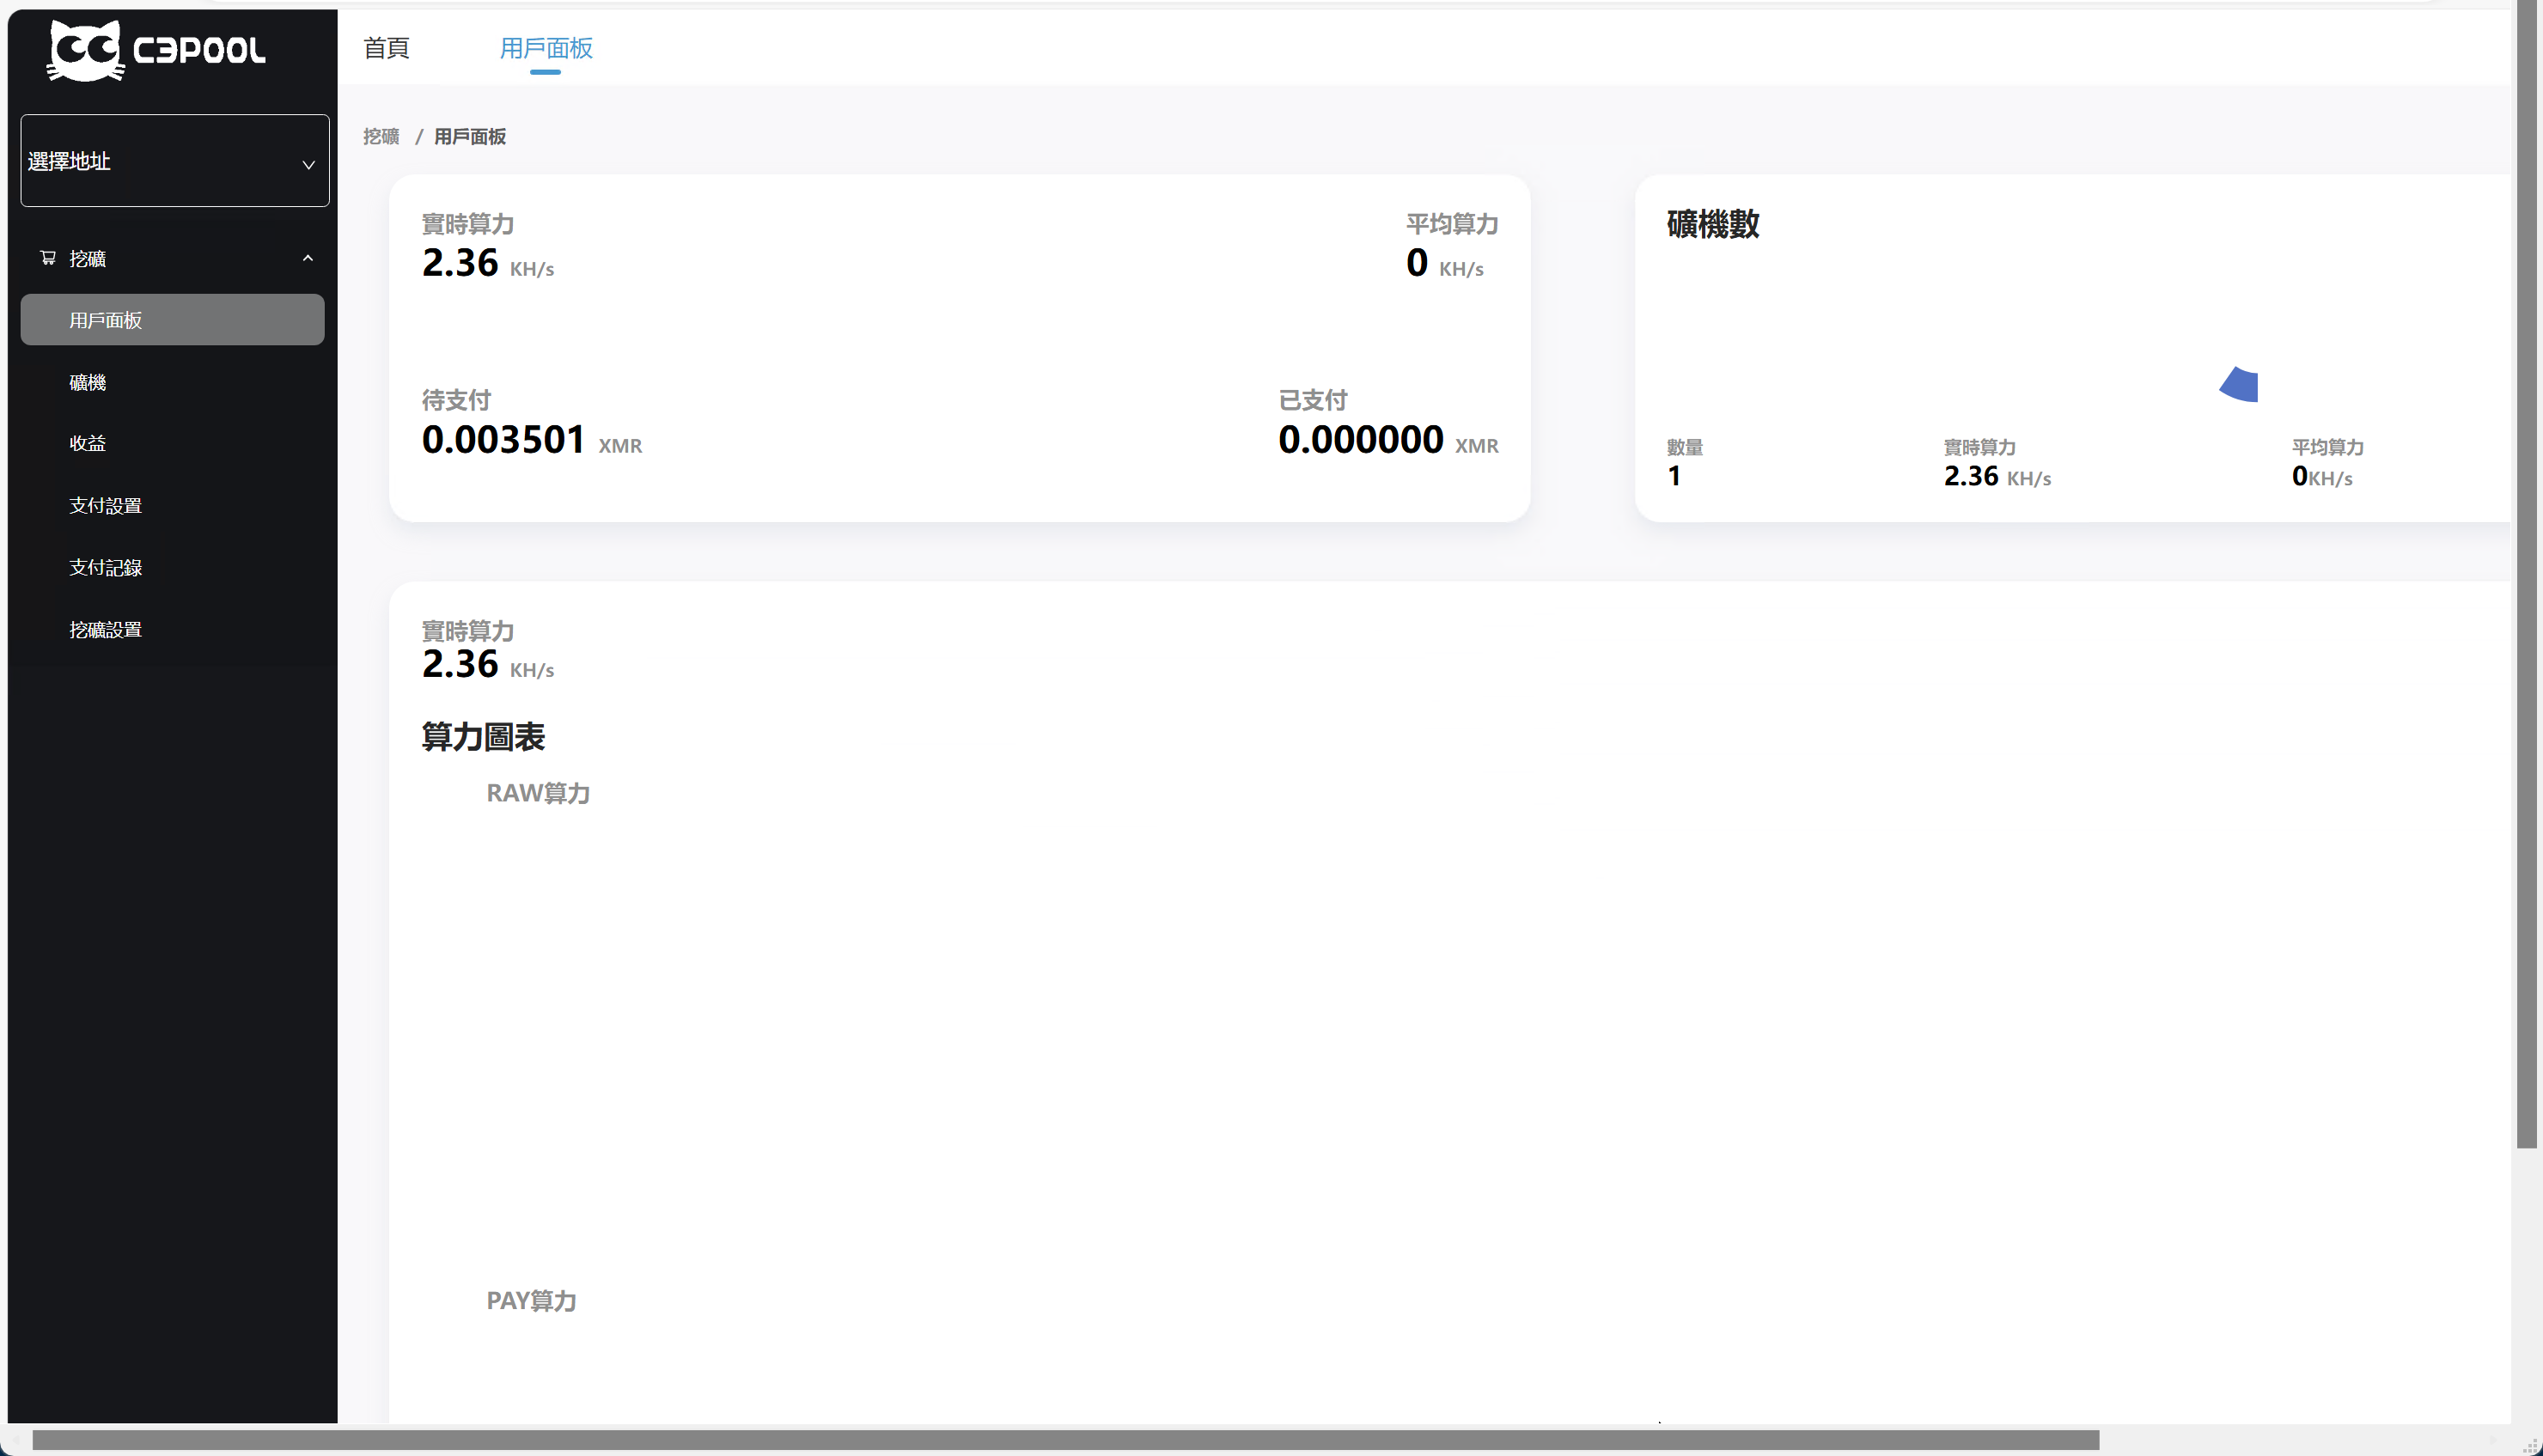 C3POOL
首頁
用戶面板
選擇地址
挖礦
用戶面板
礦機
收益
支付設置
支付記錄
挖礦設置
挖礦 / 用戶面板
實時算力
2.36 KH/s
平均算力
0 KH/s
待支付
0.003501 XMR
已支付
0.000000 XMR
礦機數
數量
1
實時算力
2.36 KH/s
平均算力
0KH/s
實時算力
2.36 KH/s
算力圖表
RAW算力
PAY算力